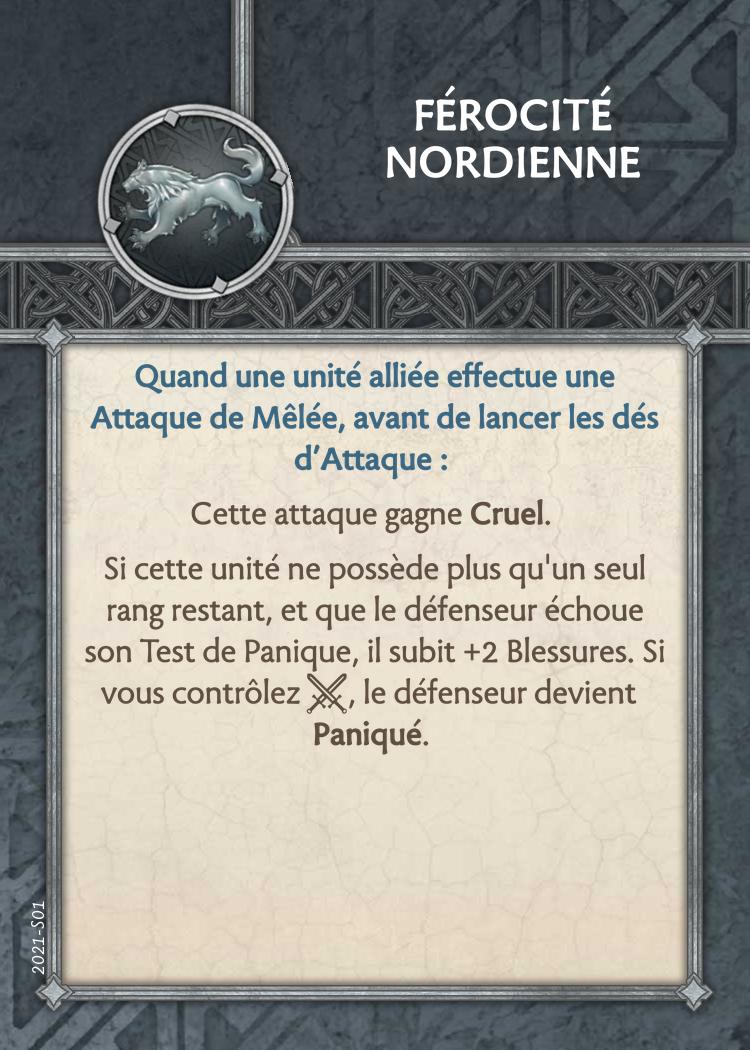 FÉROCITÉ
NORDIENNE
Quand une unité alliée effectue une
Attaque de Mêlée, avant de lancer les dés
d'Attaque :
Cette attaque gagne Cruel.
Si cette unité ne possède plus qu'un seul
rang restant, et que le défenseur échoue
son Test de Panique, il subit +2 Blessures. Si
vous contrôlez , le défenseur devient
Paniqué.
2021-S01